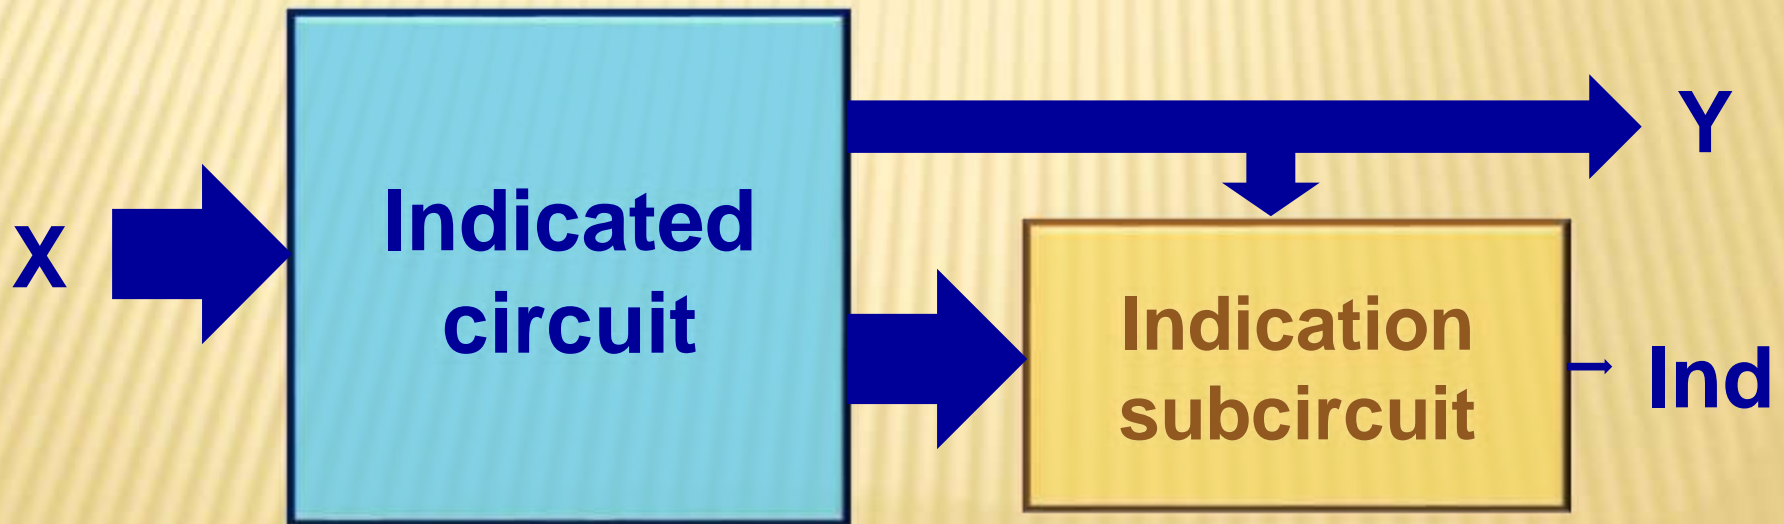 X
Indicated
circuit
Y
Indication
subcircuit
Ind